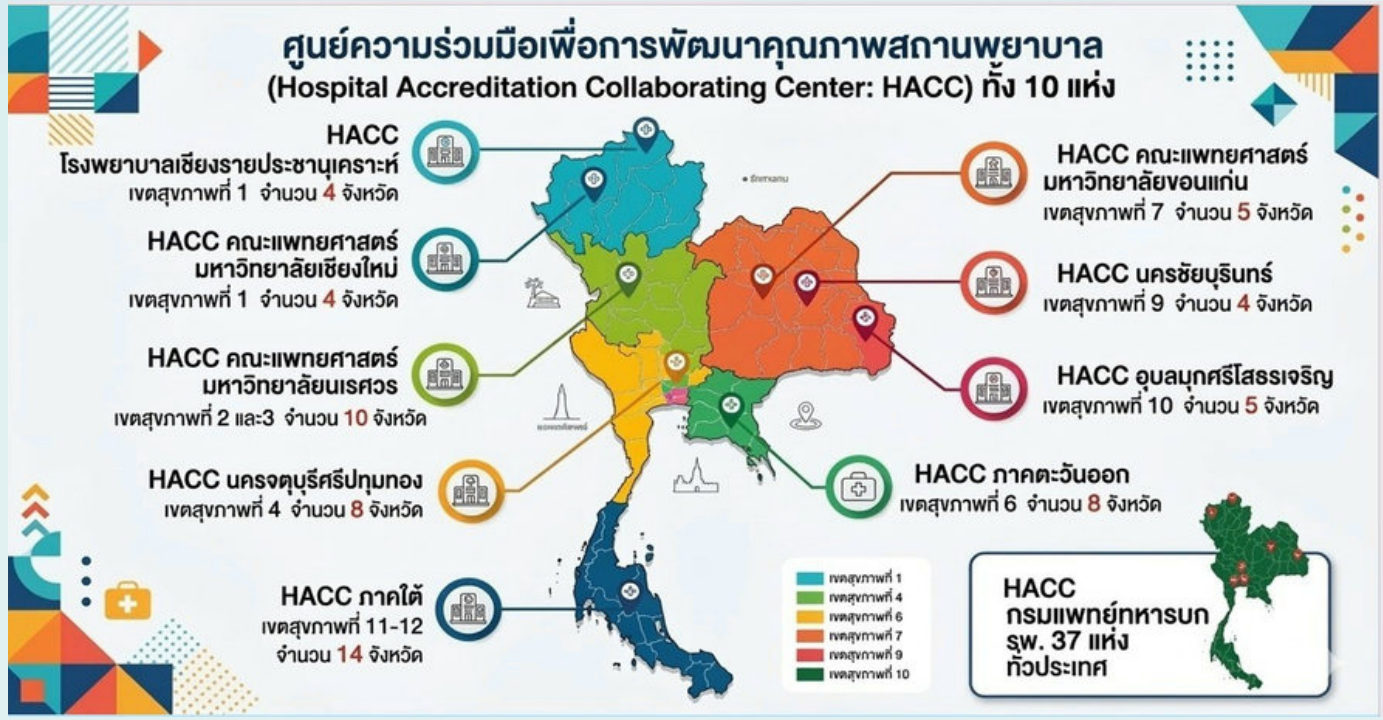 ศูนย์ความร่วมมือเพื่อการพัฒนาคุณภาพสถานพยาบาล
(Hospital Accreditation Collaborating Center: HACC) ทั้ง 10 แห่ง
HACC
โรงพยาบาลเชียงรายประชานุเคราะห์
เขตสุขภาพที่ 1 จำนวน 4 จังหวัด
HACC คณะแพทยศาสตร์
มหาวิทยาลัยเชียงใหม่
เขตสุขภาพที่ 1 จำนวน 4 จังหวัด
HACC คณะแพทยศาสตร์
มหาวิทยาลัยนเรศวร
เขตสุขภาพที่ 2 และ3 จำนวน 10 จังหวัด
HACC นครจตุบุรีศรีปทุมทอง
เขตสุขภาพที่ 4 จำนวน 8 จังหวัด
HACC ภาคใต้
เขตสุขภาพที่ 11-12
จำนวน 14 จังหวัด
HACC คณะแพทยศาสตร์
มหาวิทยาลัยขอนแก่น
เขตสุขภาพที่ 7 จำนวน 5 จังหวัด
HACC นครชัยบุรินทร์
เขตสุขภาพที่ 9 จำนวน 4 จังหวัด
HACC อุบลมุกศรีโสธรเจริญ
เขตสุขภาพที่ 10 จำนวน 5 จังหวัด
HACC ภาคตะวันออก
เขตสุขภาพที่ 6 จำนวน 8 จังหวัด
เขตสุขภาพที่ 1
เขตสุขภาพที่ 4
เขตสุขภาพที่ 6
เขตสุขภาพที่ 7
เขตสุขภาพที่ 9
เขตสุขภาพที่ 10
HACC
กรมแพทย์ทหารบก
รพ. 37 แห่ง
ทั่วประเทศ